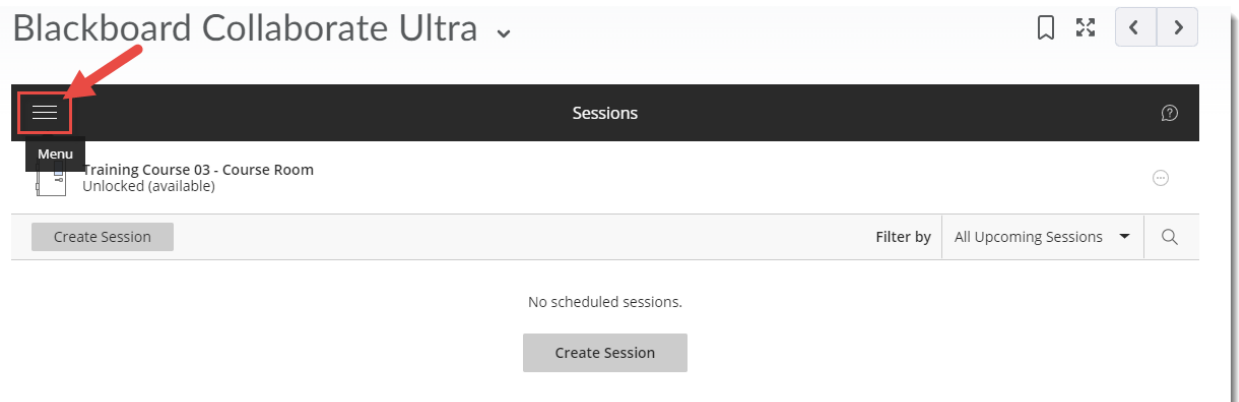 Blackboard Collaborate Ultra
Sessions
Menu
Training Course 03 - Course Room
Unlocked (available)
Create Session
Filter by
All Upcoming Sessions
No scheduled sessions.
Create Session